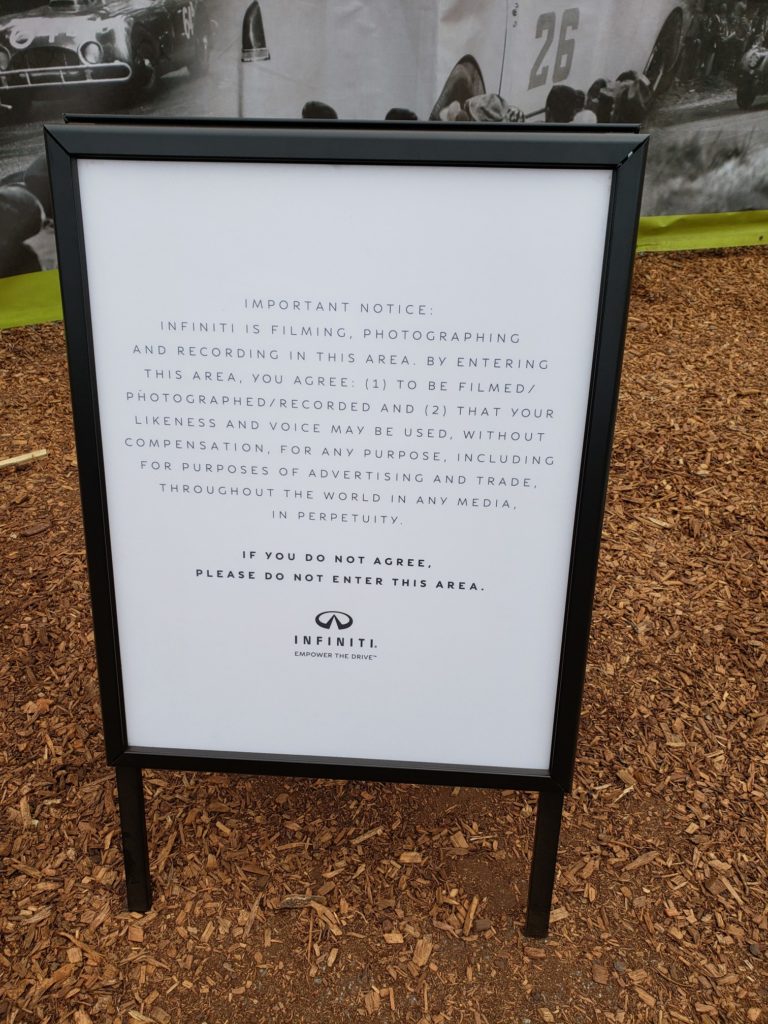 26
IMPORTANT NOTICE:
INFINITI IS FILMING, PHOTOGRAPHING
AND RECORDING IN THIS AREA. BY ENTERING
THIS AREA, YOU AGREE: (1) TO BE FILMED/
PHOTOGRAPHED/RECORDED AND (2) THAT YOUR
LIKENESS AND VOICE MAY BE USED, WITHOUT
COMPENSATION, FOR ANY PURPOSE, INCLUDING
FOR PURPOSES OF ADVERTISING AND TRADE,
THROUGHOUT THE WORLD IN ANY MEDIA,
IN PERPETUITY.
IF YOU DO NOT AGREE,
PLEASE DO NOT ENTER THIS AREA.
INFINITI.
EMPOWER THE DRIVE™